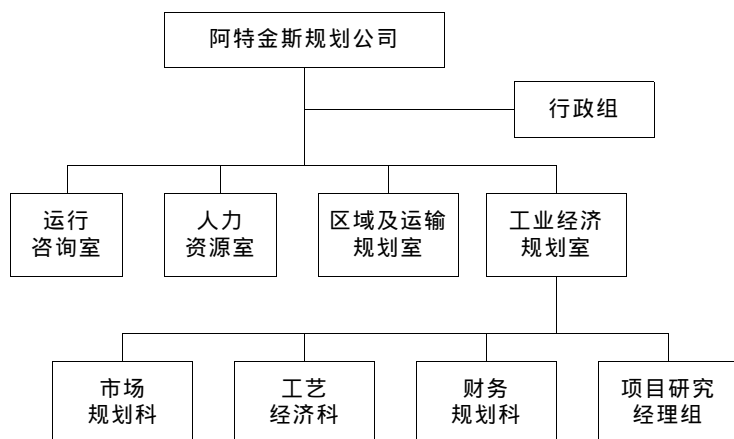 阿特金斯规划公司
行政组
运行
咨询室
人力
资源室
区域及运输
规划室
工业经济
规划室
市场
规划科
工艺
经济科
财务
规划科
项目研究
经理组